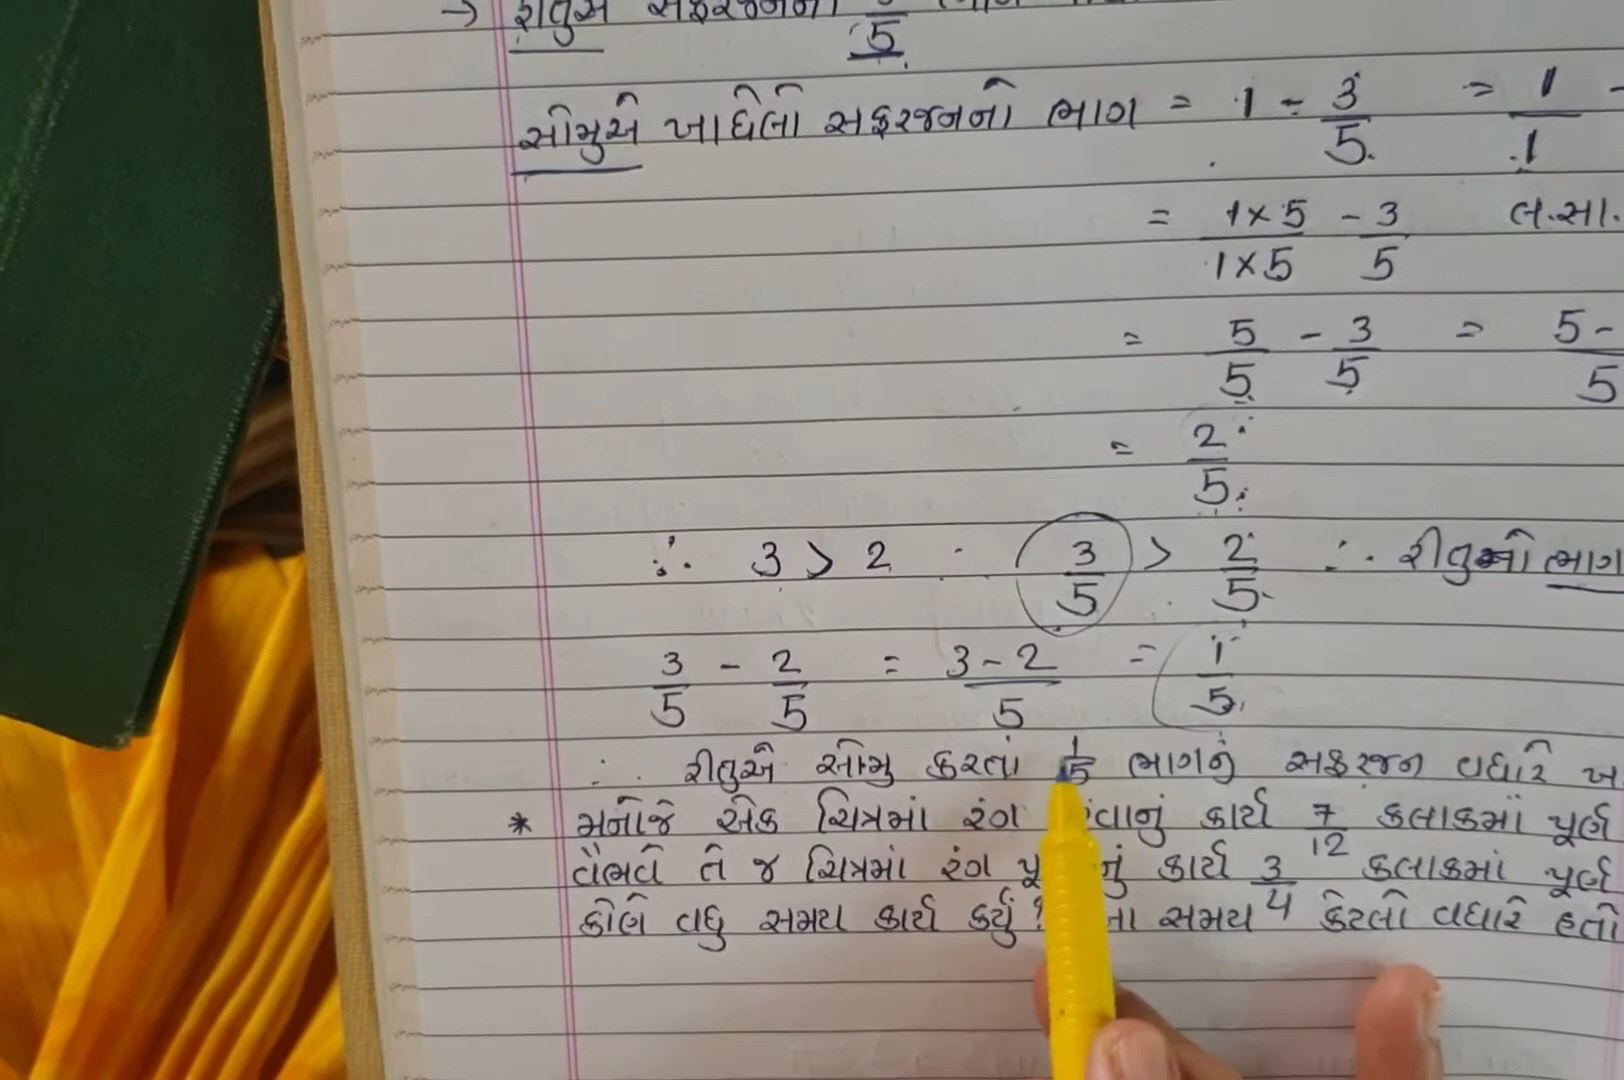 → રીતુએ સફરજનનો 3/5
સોમુએ ખાધેલો સફરજનનો ભાગ = 1 - 3/5 = 1/1 -
= 1×5/1×5 - 3/5 લ.સા.
= 5/5 - 3/5 = 5-/5
= 2/5
∴ 3 > 2 3/5 > 2/5 ∴ રીતુનો ભાગ
3/5 - 2/5 = 3-2/5 = 1/5
∴ રીતુએ સોમુ કરતાં 1/5 ભાગનું સફરજન વધારે
* મનોજે એક ચિત્રમાં રંગ કાર્ય 7/12 કલાકમાં પૂર્ણ
વૈભવે તે જ ચિત્રમાં રંગ કાર્ય 3/4 કલાકમાં પૂર્ણ
કોણે વધુ સમય કાર્ય કર્યું? સમય કેટલો વધારે હતો